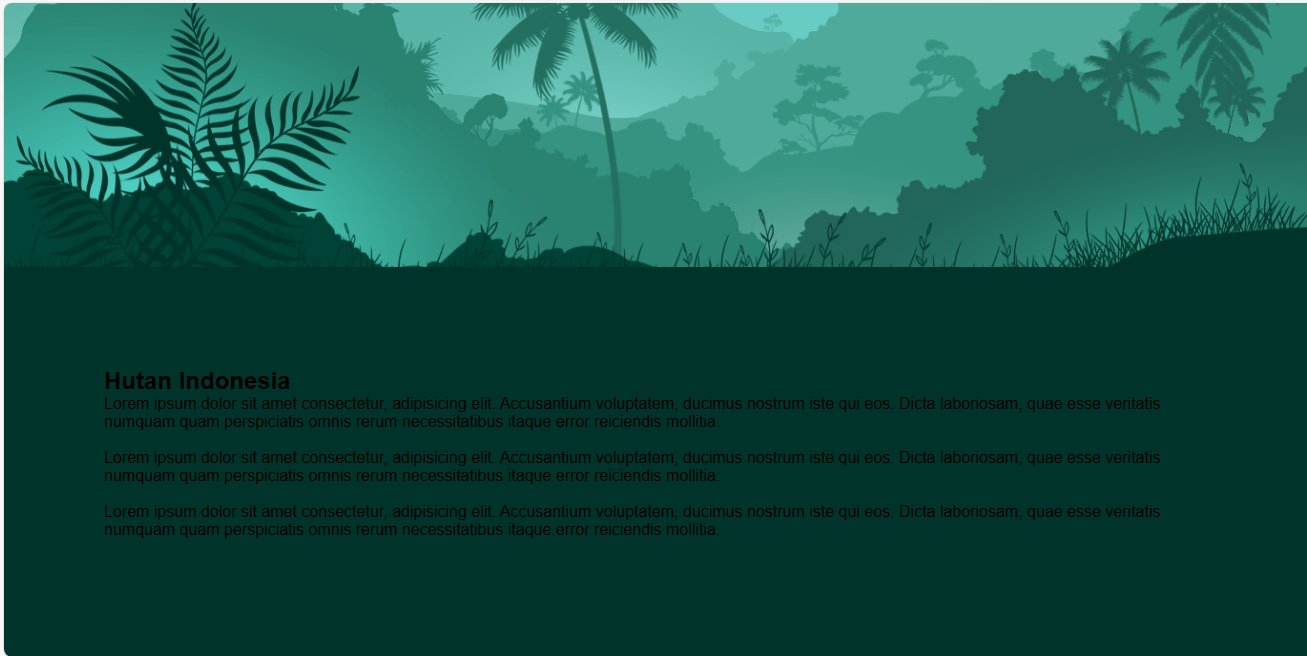 Hutan Indonesia
Lorem ipsum dolor sit amet consectetur, adipisicing elit. Accusantium voluptatem, ducimus nostrum iste qui eos. Dicta laboriosam, quae esse veritatis
numquam quam perspiciatis omnis rerum necessitatibus itaque error reiciendis mollitia.
Lorem ipsum dolor sit amet consectetur, adipisicing elit. Accusantium voluptatem, ducimus nostrum iste qui eos. Dicta laboriosam, quae esse veritatis
numquam quam perspiciatis omnis rerum necessitatibus itaque error reiciendis mollitia.
Lorem ipsum dolor sit amet consectetur, adipisicing elit. Accusantium voluptatem, ducimus nostrum iste qui eos. Dicta laboriosam, quae esse veritatis
numquam quam perspiciatis omnis rerum necessitatibus itaque error reiciendis mollitia.